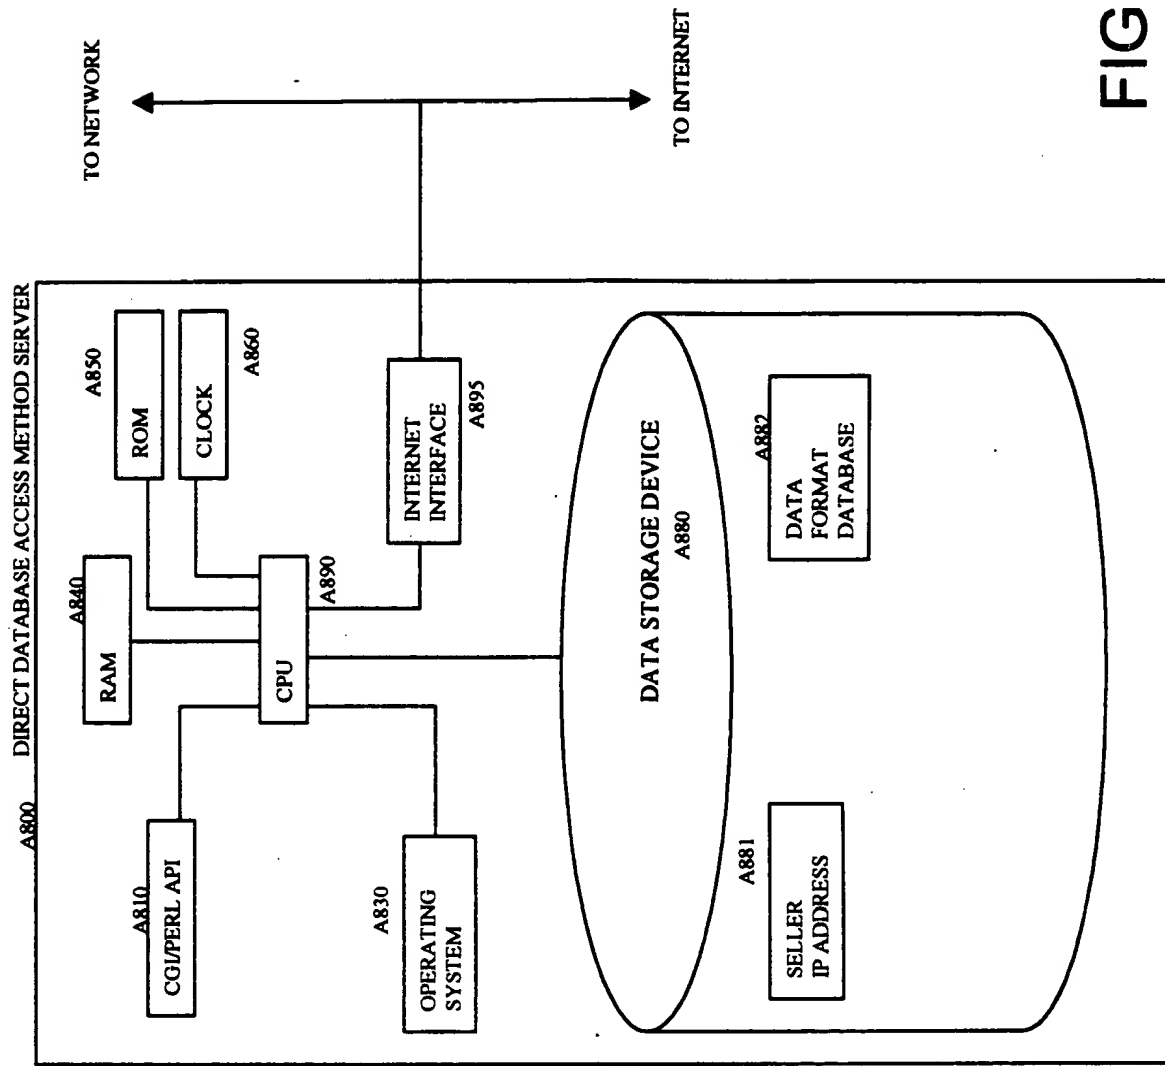 A800 DIRECT DATABASE ACCESS METHOD SERVER
A810
CGI/PERL API
A840
RAM
A850
ROM
CLOCK
A860
A830
OPERATING
SYSTEM
CPU
A890
INTERNET
INTERFACE
A895
TO NETWORK
TO INTERNET
DATA STORAGE DEVICE
A880
A881
SELLER
IP ADDRESS
A882
DATA
FORMAT
DATABASE
FIG